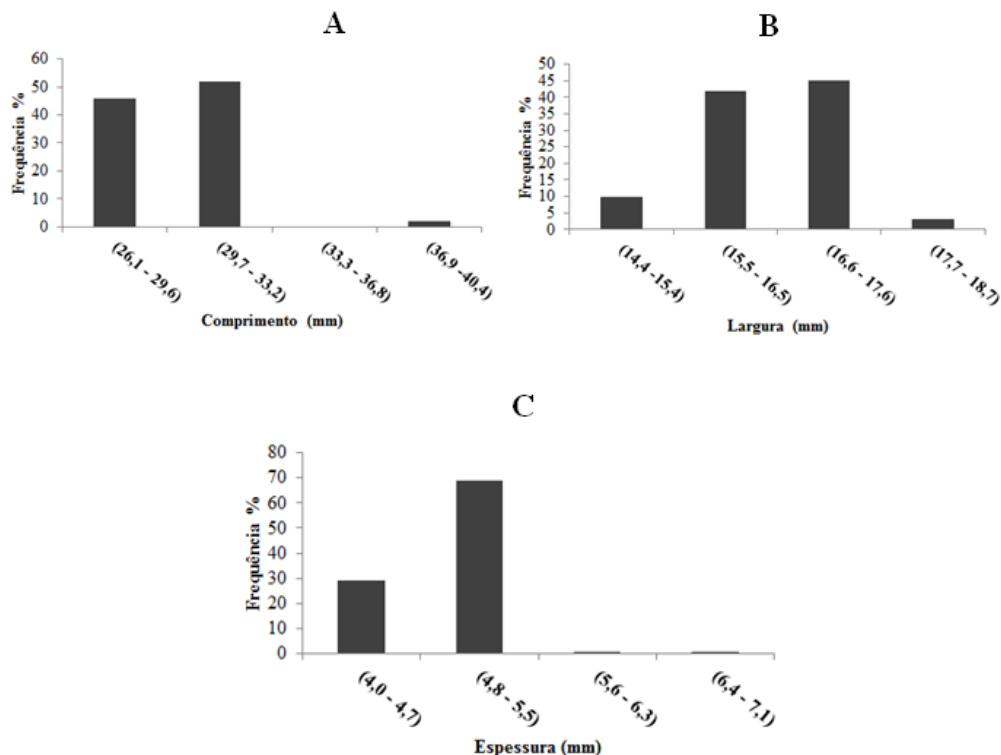 A
Frequência %
60
50
40
30
20
10
0
(26,1 - 29,6)
(29,7 - 33,2)
(33,3 - 36,8)
(36,9 -40,4)
Comprimento (mm)
B
Frequência %
50
45
40
35
30
25
20
15
10
5
0
(14,4 -15,4)
(15,5 - 16,5)
(16,6 - 17,6)
(17,7 - 18,7)
Largura (mm)
C
Frequência %
80
70
60
50
40
30
20
10
0
(4,0 - 4,7)
(4,8 - 5,5)
(5,6 - 6,3)
(6,4 - 7,1)
Espessura (mm)